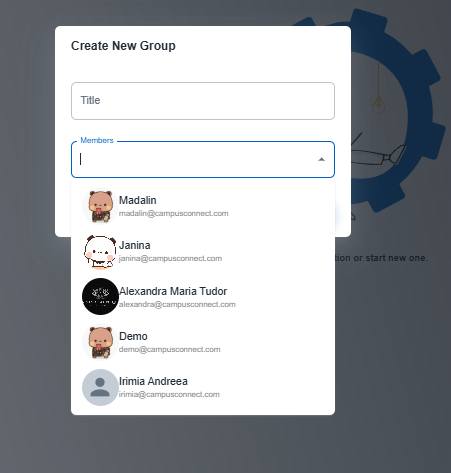 Create New Group
Title
Members
Madalin
madalin@campusconnect.com
Janina
janina@campusconnect.com
tion or start new one.
Alexandra Maria Tudor
alexandra@campusconnect.com
Demo
demo@campusconnect.com
Irimia Andreea
irimia@campusconnect.com